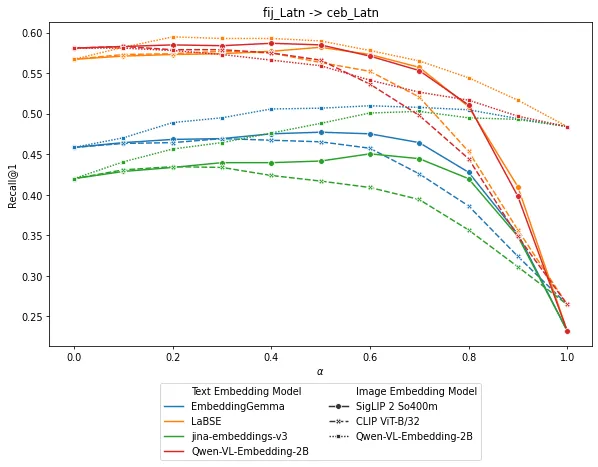 fij_Latn -> ceb_Latn
Recall@1
0.60
0.55
0.50
0.45
0.40
0.35
0.30
0.25
0.0 0.2 0.4 0.6 0.8 1.0
α
Text Embedding Model Image Embedding Model
EmbeddingGemma SigLIP 2 So400m
LaBSE CLIP ViT-B/32
jina-embeddings-v3 Qwen-VL-Embedding-2B
Qwen-VL-Embedding-2B